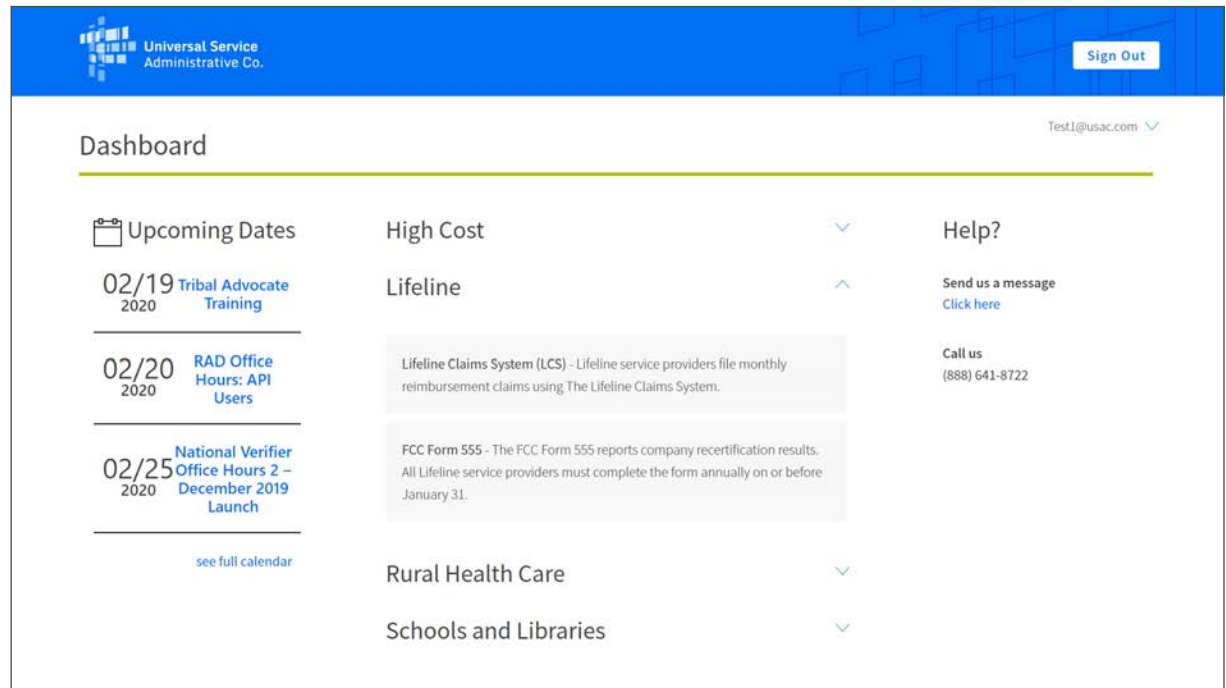 Universal Service
Administrative Co.
Sign Out
Test1@usac.com
Dashboard
Upcoming Dates
02/19
2020
Tribal Advocate
Training
02/20
2020
RAD Office
Hours: API
Users
02/25
2020
National Verifier
Office Hours 2 –
December 2019
Launch
see full calendar
High Cost
Lifeline
Lifeline Claims System (LCS) - Lifeline service providers file monthly
reimbursement claims using The Lifeline Claims System.
FCC Form 555 - The FCC Form 555 reports company recertification results.
All Lifeline service providers must complete the form annually on or before
January 31.
Rural Health Care
Schools and Libraries
Help?
Send us a message
Click here
Call us
(888) 641-8722